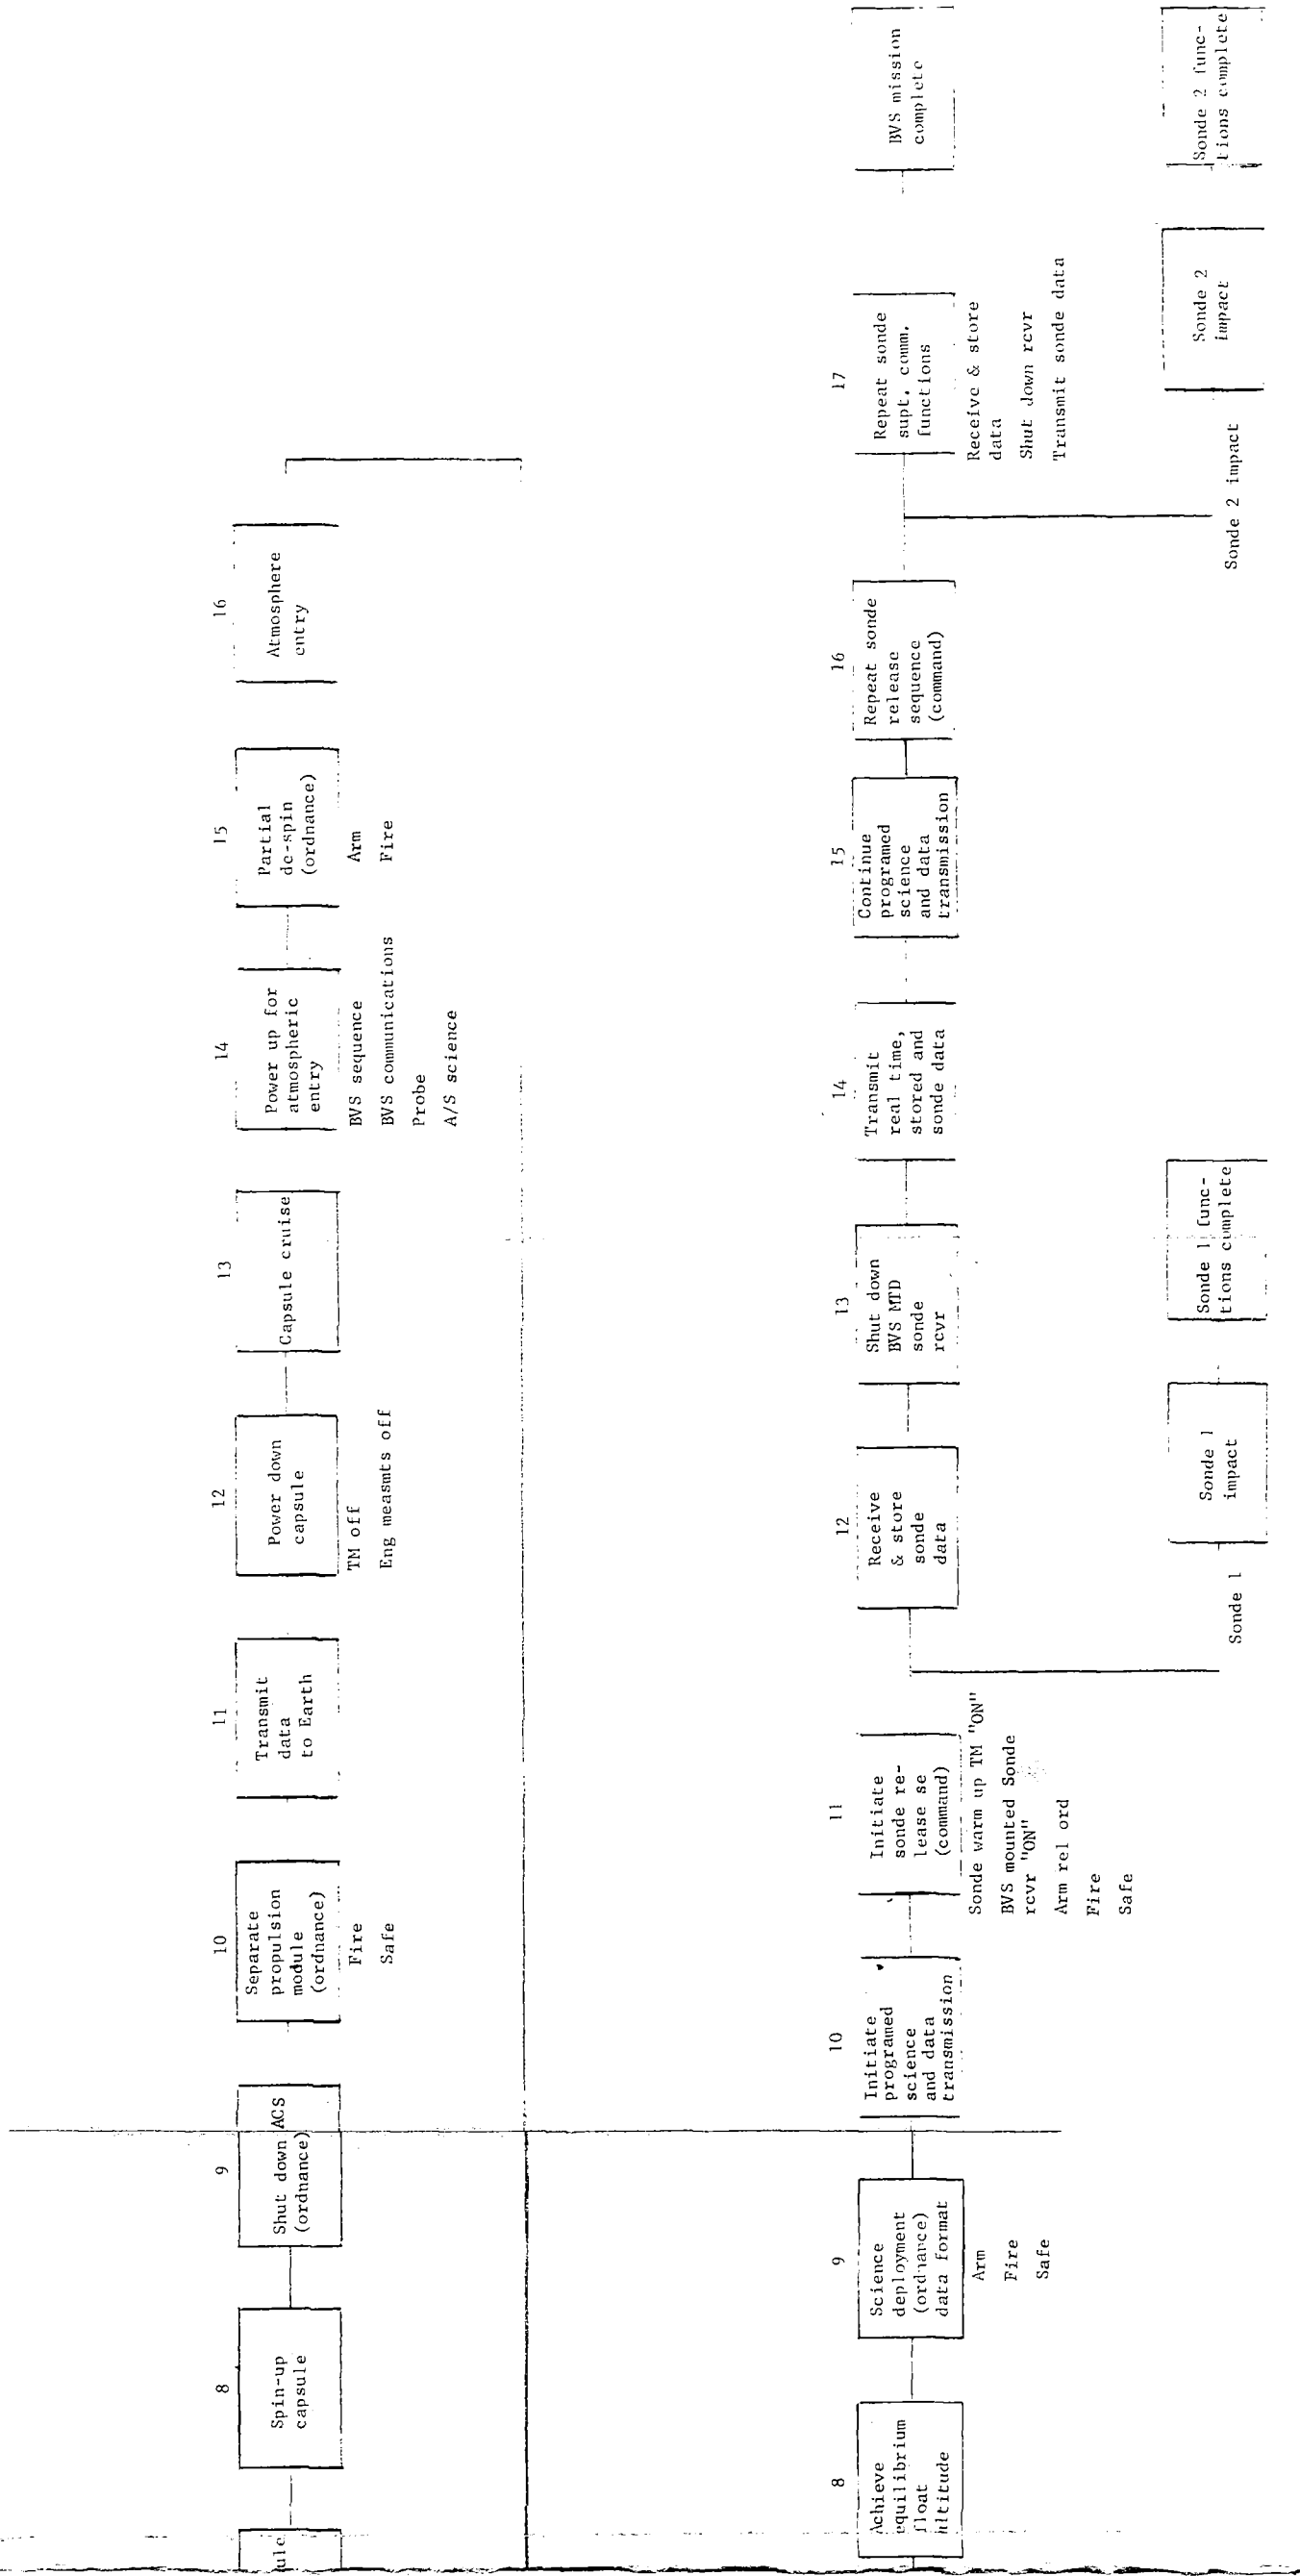 ule
8
Spin-up
capsule
9
Shut down ACS
(ordnance)
10
Separate
propulsion
module
(ordnance)
Fire
Safe
11
Transmit
data
to Earth
12
Power down
capsule
TM off
Eng measmts off
13
Capsule cruise
14
Power up for
atmospheric
entry
BVS sequence
BVS communications
Probe
A/S science
15
Partial
de-spin
(ordnance)
Arm
Fire
16
Atmosphere
entry
8
Achieve
equilibrium
float
altitude
9
Science
deployment
(ordnance)
data format
Arm
Fire
Safe
10
Initiate
programed
science
and data
transmission
11
Initiate
sonde re-
lease se
(command)
Sonde warm up TM "ON"
BVS mounted Sonde
rcvr "ON"
Arm rel ord
Fire
Safe
12
Receive
& store
sonde
data
13
Shut down
BVS MTD
sonde
rcvr
14
Transmit
real time,
stored and
sonde data
15
Continue
programed
science
and data
transmission
16
Repeat sonde
release
sequence
(command)
17
Repeat sonde
supt. comm.
functions
Receive & store
data
Shut down rcvr
Transmit sonde data
BVS mission
complete
Sonde 1
Sonde 1
impact
Sonde 1 func-
tions complete
Sonde 2 impact
Sonde 2
impact
Sonde 2 func-
tions complete